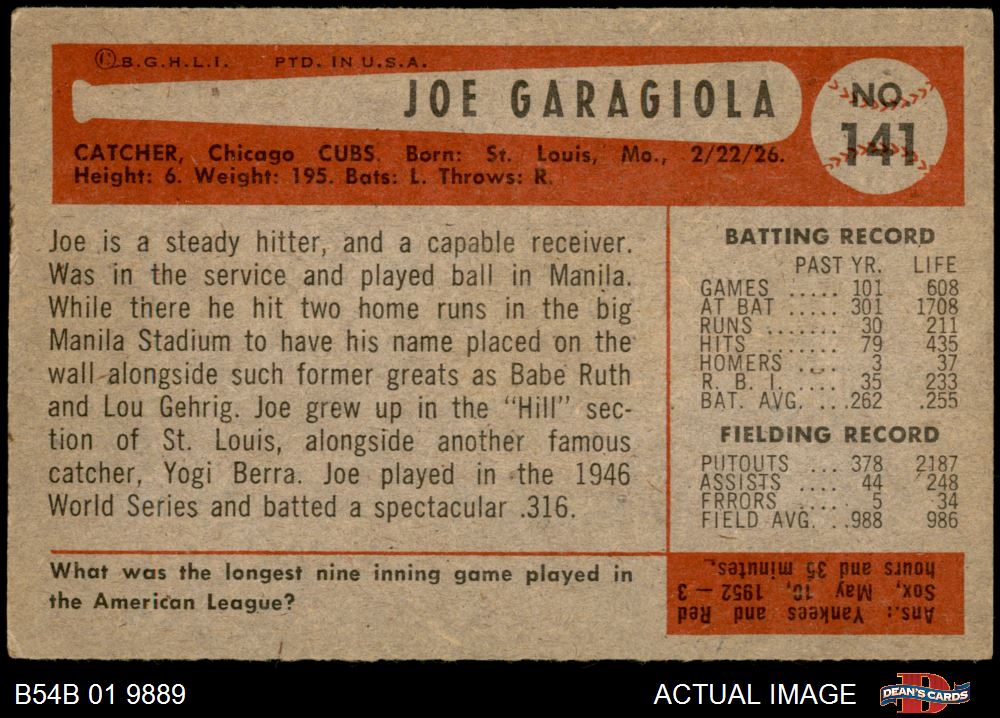 ©B.G.H.L.I. PTD. IN U.S.A.
JOE GARAGIOLA
NO.
141
CATCHER, Chicago CUBS. Born: St. Louis, Mo., 2/22/26.
Height: 6. Weight: 195. Bats: L. Throws: R.
Joe is a steady hitter, and a capable receiver.
Was in the service and played ball in Manila.
While there he hit two home runs in the big
Manila Stadium to have his name placed on the
wall alongside such former greats as Babe Ruth
and Lou Gehrig. Joe grew up in the "Hill" sec-
tion of St. Louis, alongside another famous
catcher, Yogi Berra. Joe played in the 1946
World Series and batted a spectacular .316.
BATTING RECORD
PAST YR. LIFE
GAMES ..... 101 608
AT BAT ..... 301 1708
RUNS ....... 30 211
HITS ....... 79 435
HOMERS ... 3 37
R. B. I. .... 35 233
BAT. AVG. ...262 .255
FIELDING RECORD
PUTOUTS ... 378 2187
ASSISTS .... 44 248
ERRORS ..... 5 34
FIELD AVG. ..988 986
What was the longest nine inning game played in
the American League?
Ans.: Yankees and Red
Sox, May 10, 1952 — 3
hours and 35 minutes.
B54B 01 9889
ACTUAL IMAGE
DEAN'S CARDS